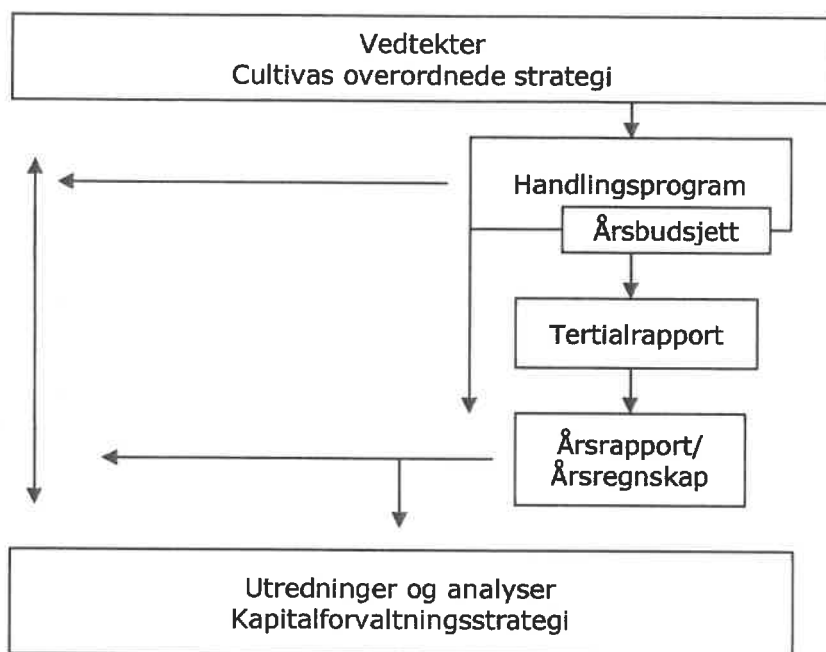 Vedtekter
Cultivas overordnede strategi
Handlingsprogram
Årsbudsjett
Tertialrapport
Årsrapport/
Årsregnskap
Utredninger og analyser
Kapitalforvaltningsstrategi